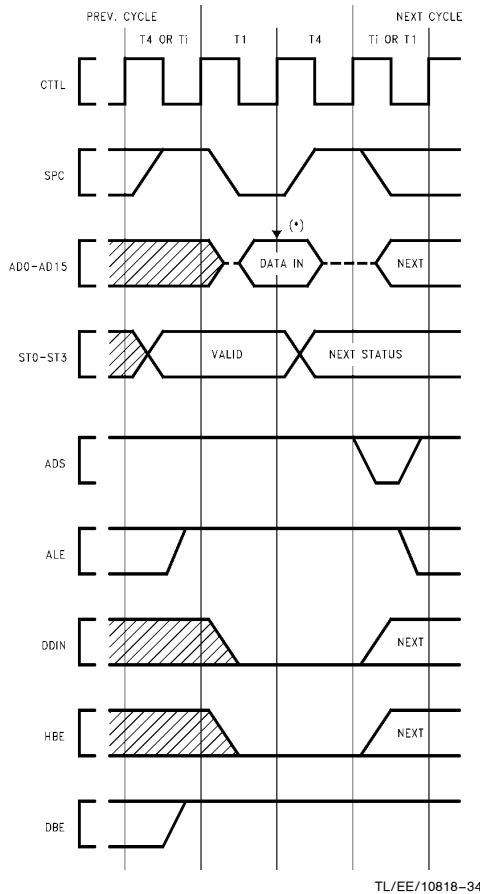 PREV. CYCLE NEXT CYCLE
T4 OR Ti T1 T4 Ti OR T1
CTTL
SPC
(*)
AD0-AD15 DATA IN NEXT
ST0-ST3 VALID NEXT STATUS
ADS
ALE
DDIN NEXT
HBE NEXT
DBE
TL/EE/10818-34